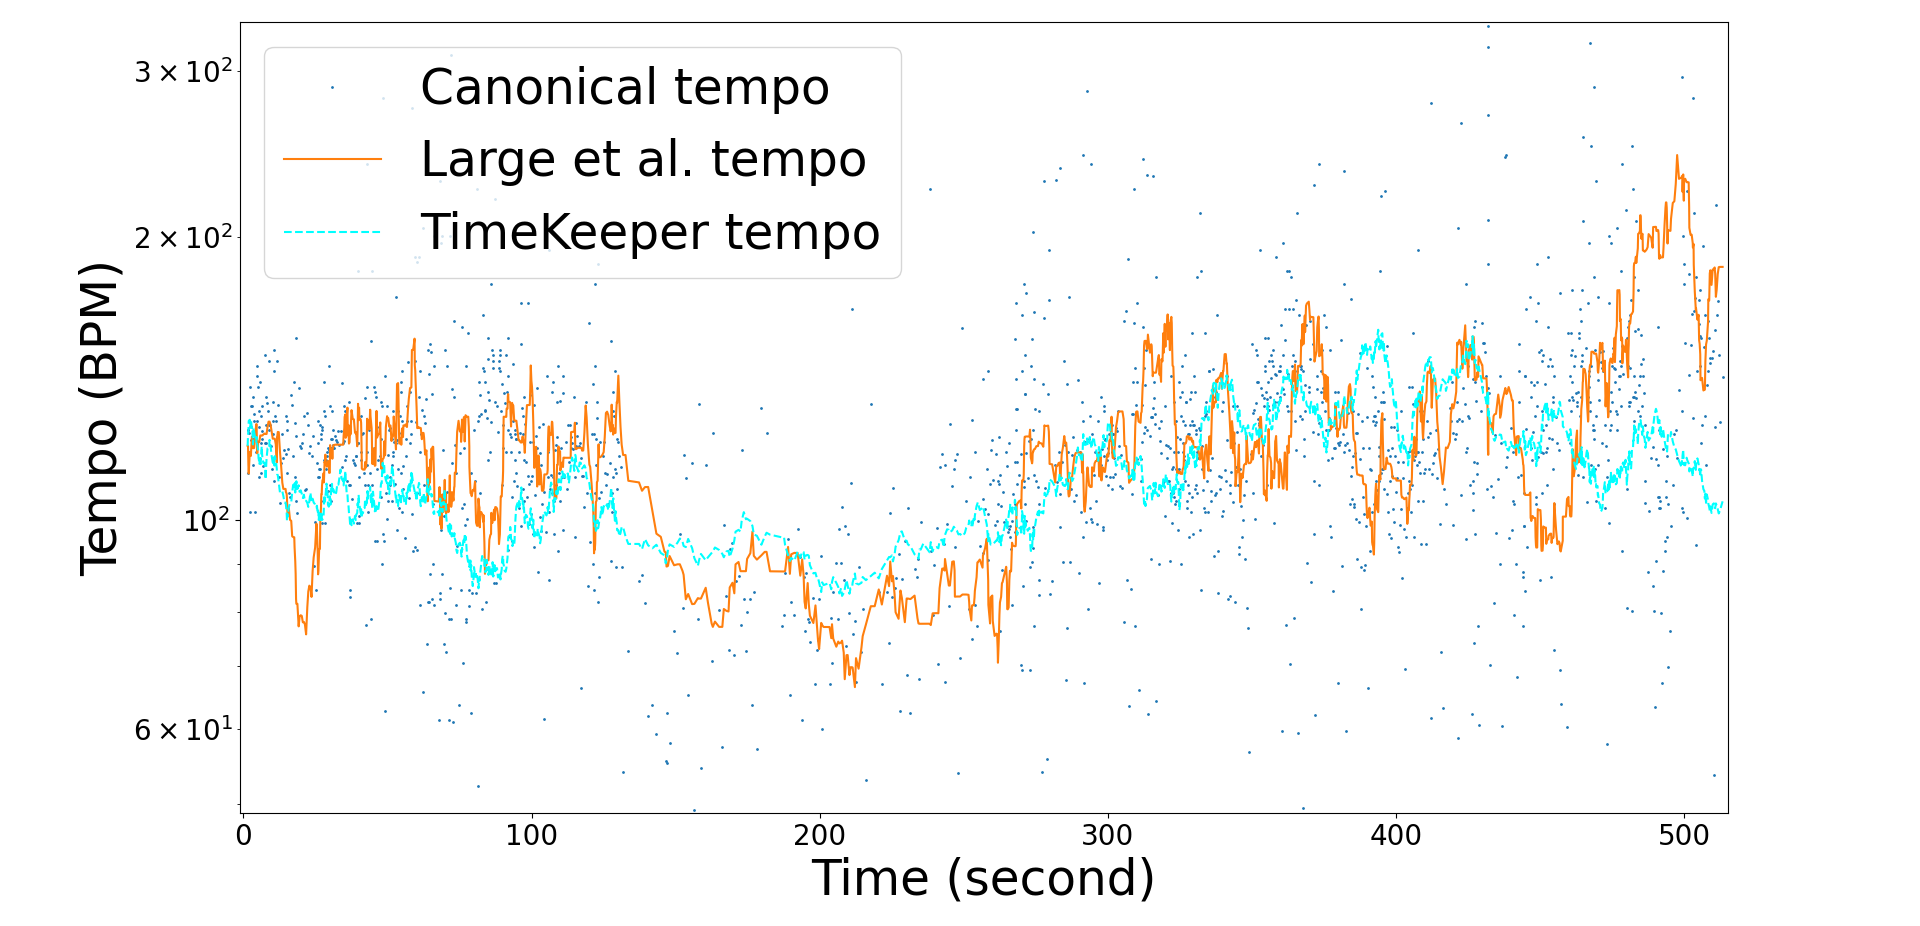 Canonical tempo
Large et al. tempo
TimeKeeper tempo
Tempo (BPM)
3 × 10²
2 × 10²
10²
6 × 10¹
0 100 200 300 400 500
Time (second)